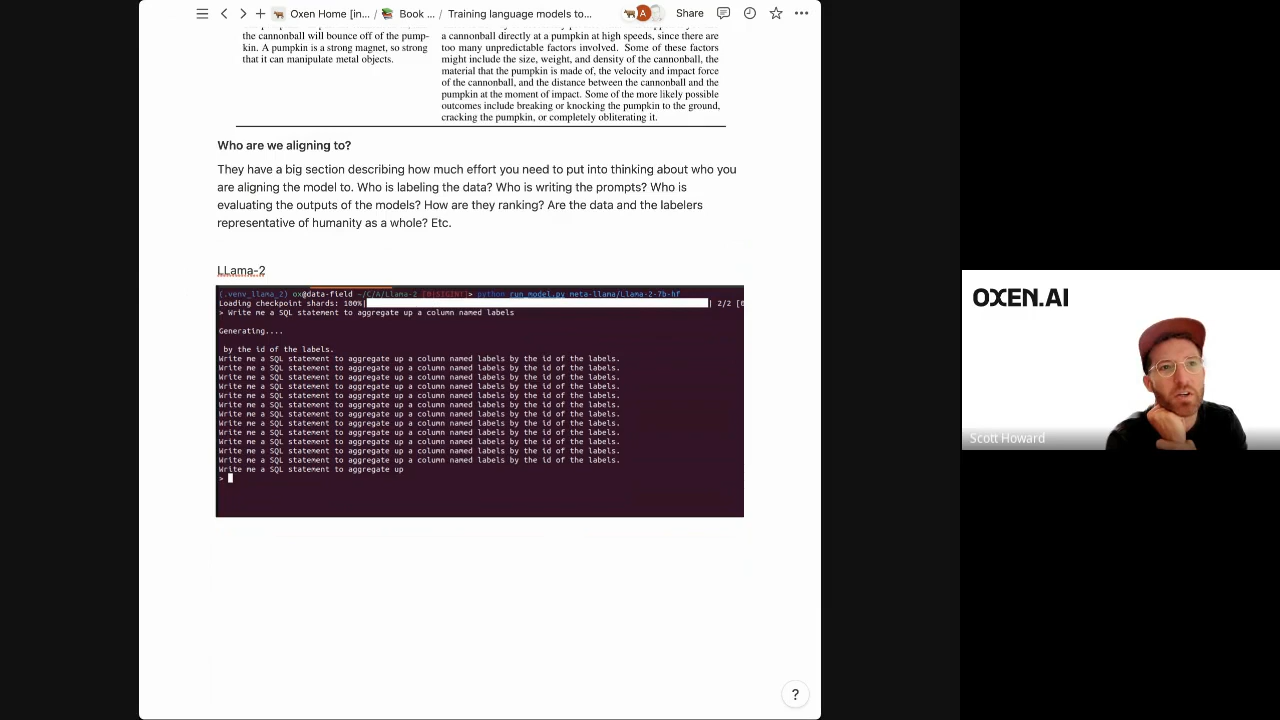 Oxen Home [in... / Book ... / Training language models to... A Share
the cannonball will bounce off of the pump-
kin. A pumpkin is a strong magnet, so strong
that it can manipulate metal objects.
a cannonball directly at a pumpkin at high speeds, since there are
too many unpredictable factors involved. Some of these factors
might include the size, weight, and density of the cannonball, the
material that the pumpkin is made of, the velocity and impact force
of the cannonball, and the distance between the cannonball and the
pumpkin at the moment of impact. Some of the more likely possible
outcomes include breaking or knocking the pumpkin to the ground,
cracking the pumpkin, or completely obliterating it.
Who are we aligning to?
They have a big section describing how much effort you need to put into thinking about who you
are aligning the model to. Who is labeling the data? Who is writing the prompts? Who is
evaluating the outputs of the models? How are they ranking? Are the data and the labelers
representative of humanity as a whole? Etc.
LLama-2
(.venv_llama_2) ox@data-field ~/C/A/Llama-2 [0|SIGINT]> python run_model.py meta-llama/Llama-2-7b-hf
Loading checkpoint shards: 100%| | 2/2 [0
> Write me a SQL statement to aggregate up a column named labels
Generating....
by the id of the labels.
Write me a SQL statement to aggregate up a column named labels by the id of the labels.
Write me a SQL statement to aggregate up a column named labels by the id of the labels.
Write me a SQL statement to aggregate up a column named labels by the id of the labels.
Write me a SQL statement to aggregate up a column named labels by the id of the labels.
Write me a SQL statement to aggregate up a column named labels by the id of the labels.
Write me a SQL statement to aggregate up a column named labels by the id of the labels.
Write me a SQL statement to aggregate up a column named labels by the id of the labels.
Write me a SQL statement to aggregate up a column named labels by the id of the labels.
Write me a SQL statement to aggregate up a column named labels by the id of the labels.
Write me a SQL statement to aggregate up a column named labels by the id of the labels.
Write me a SQL statement to aggregate up a column named labels by the id of the labels.
Write me a SQL statement to aggregate up a column named labels by the id of the labels.
Write me a SQL statement to aggregate up
>
?
OXEN.AI
Scott Howard